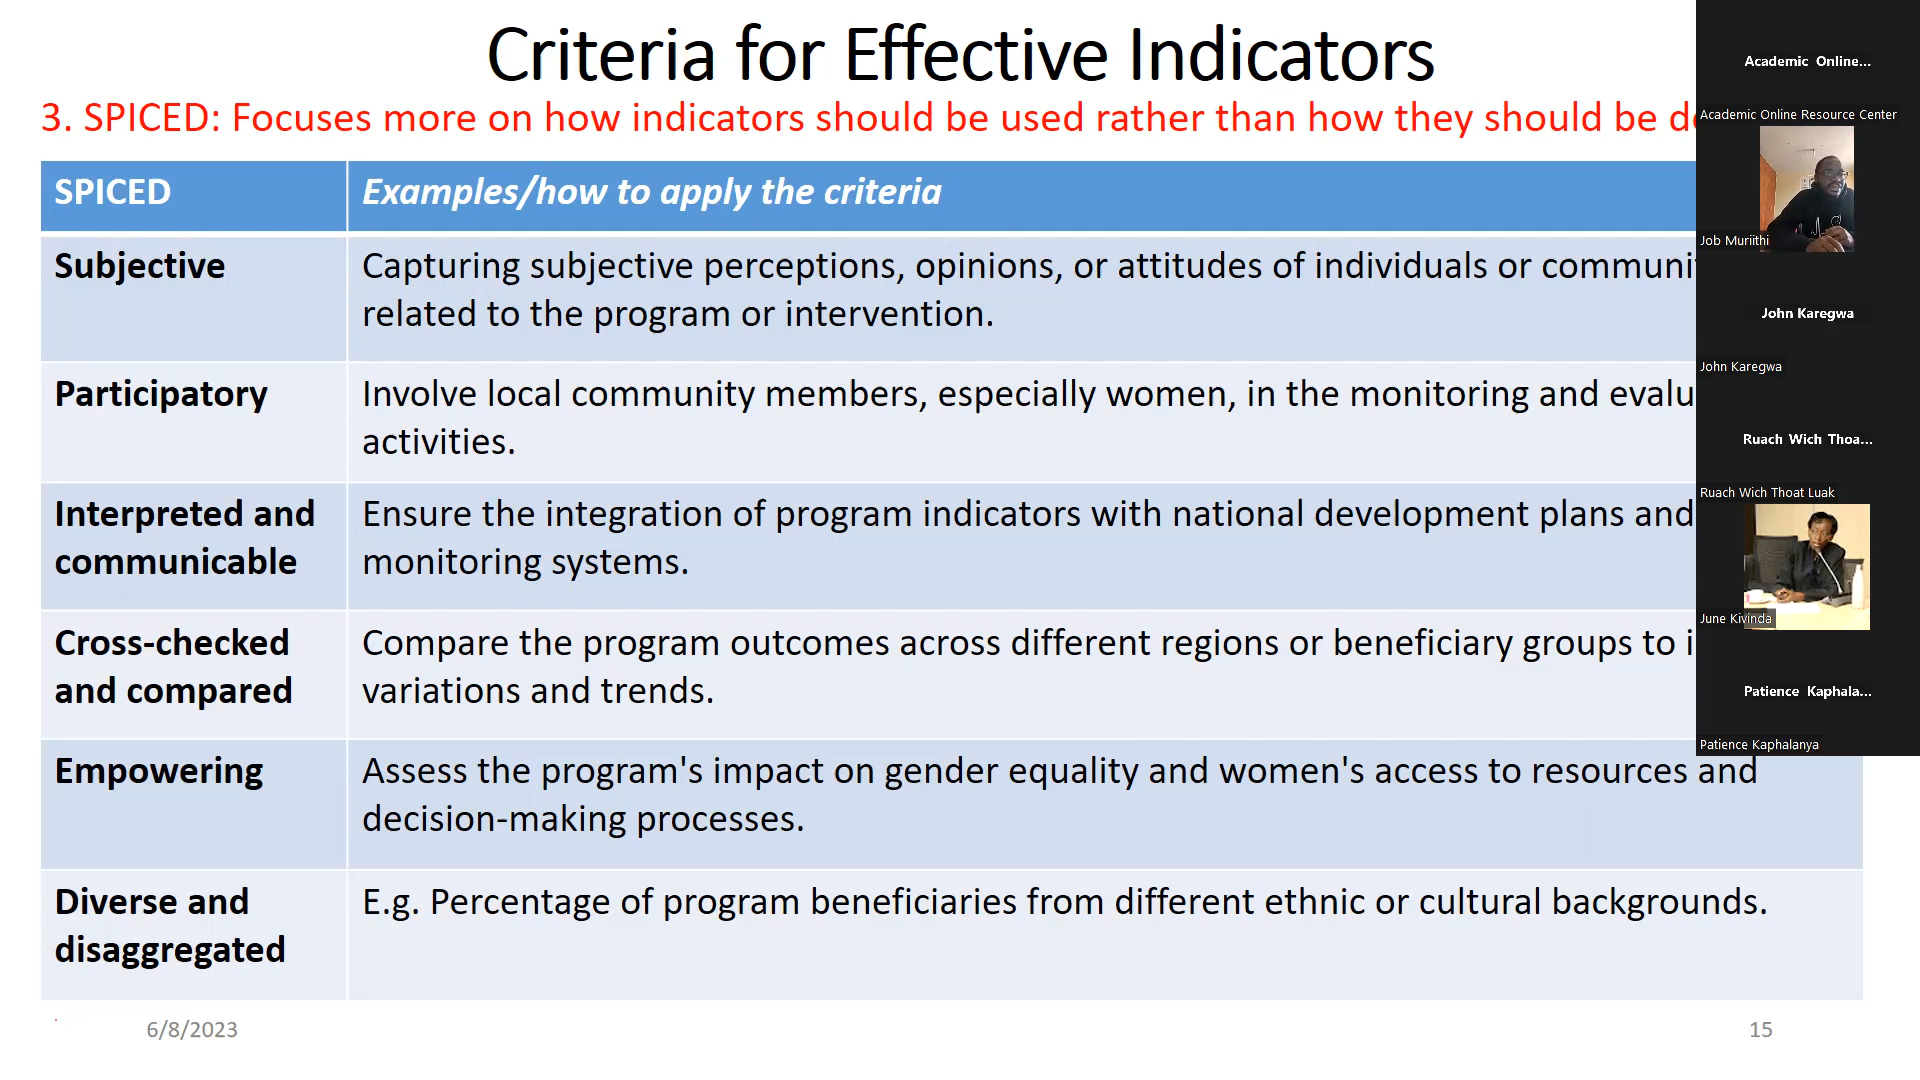 Criteria for Effective Indicators
3. SPICED: Focuses more on how indicators should be used rather than how they should be
SPICED
Examples/how to apply the criteria
Subjective
Capturing subjective perceptions, opinions, or attitudes of individuals or
related to the program or intervention.
Participatory
Involve local community members, especially women, in the monitoring and
activities.
Interpreted and
communicable
Ensure the integration of program indicators with national development plans and
monitoring systems.
Cross-checked
and compared
Compare the program outcomes across different regions or beneficiary groups to
variations and trends.
Empowering
Assess the program's impact on gender equality and women's access to resources and
decision-making processes.
Diverse and
disaggregated
E.g. Percentage of program beneficiaries from different ethnic or cultural backgrounds.
6/8/2023
15
Academic Online...
Academic Online Resource Center
Job Muriithi
John Karegwa
John Karegwa
Ruach Wich Thoa...
Ruach Wich Thoat Luak
June Kivinda
Patience Kaphala...
Patience Kaphalanya